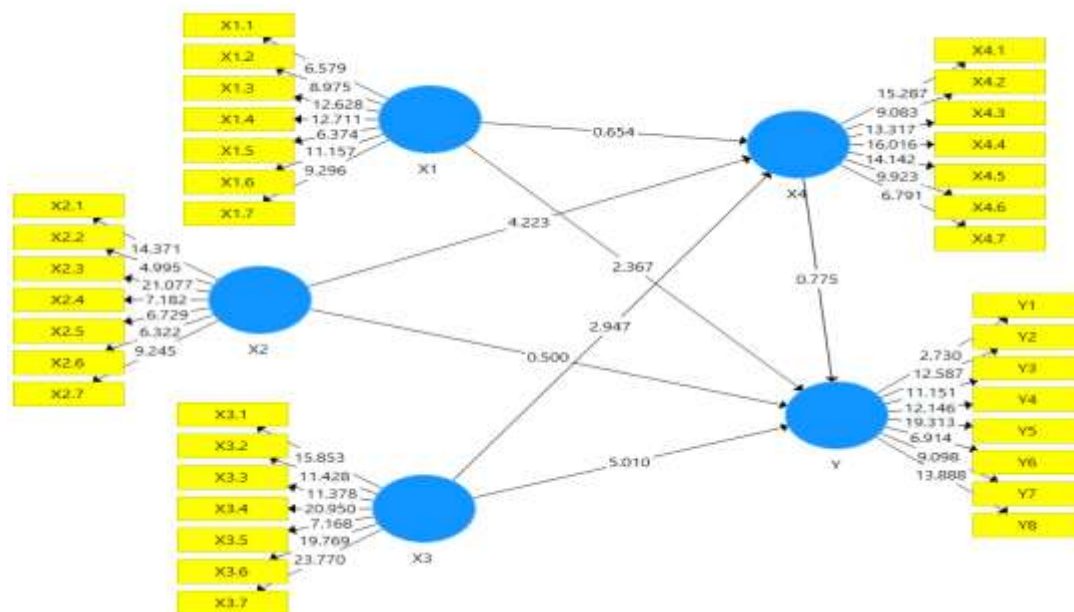 X1.1
X1.2
X1.3
X1.4
X1.5
X1.6
X1.7
6.579
8.975
12.628
12.711
6.374
11.157
9.296
X1
X2.1
X2.2
X2.3
X2.4
X2.5
X2.6
X2.7
14.371
4.995
21.077
7.182
6.729
6.322
9.245
X2
X3.1
X3.2
X3.3
X3.4
X3.5
X3.6
X3.7
15.853
11.428
11.378
20.950
7.168
19.769
23.770
X3
0.654
4.223
2.367
2.947
0.775
0.500
5.010
X4
15.287
9.083
13.317
16.016
14.142
9.923
6.791
X4.1
X4.2
X4.3
X4.4
X4.5
X4.6
X4.7
Y
2.730
12.587
11.151
12.146
19.313
6.914
9.098
13.888
Y1
Y2
Y3
Y4
Y5
Y6
Y7
Y8